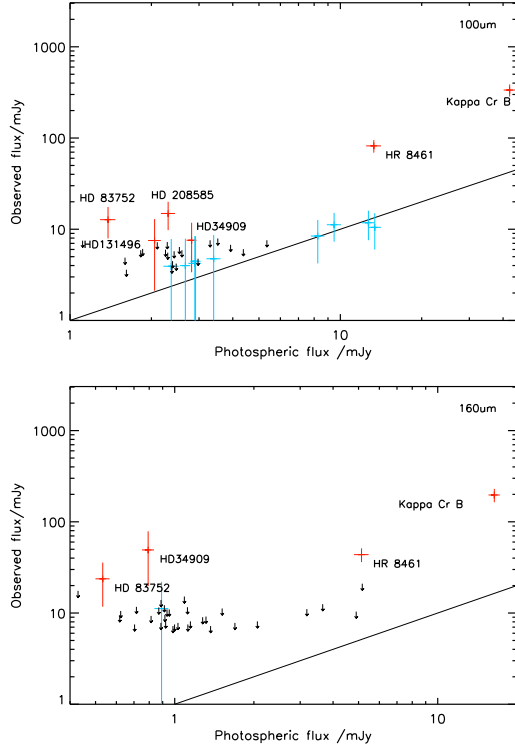 1000
100um
Kappa Cr B
100
HR 8461
HD 83752
HD 208585
10
HD131496
HD34909
1
1
10
Observed flux/mJy
Photospheric flux /mJy
1000
160um
Kappa Cr B
100
HD34909
HR 8461
HD 83752
10
1
1
10
Observed flux/mJy
Photospheric flux /mJy